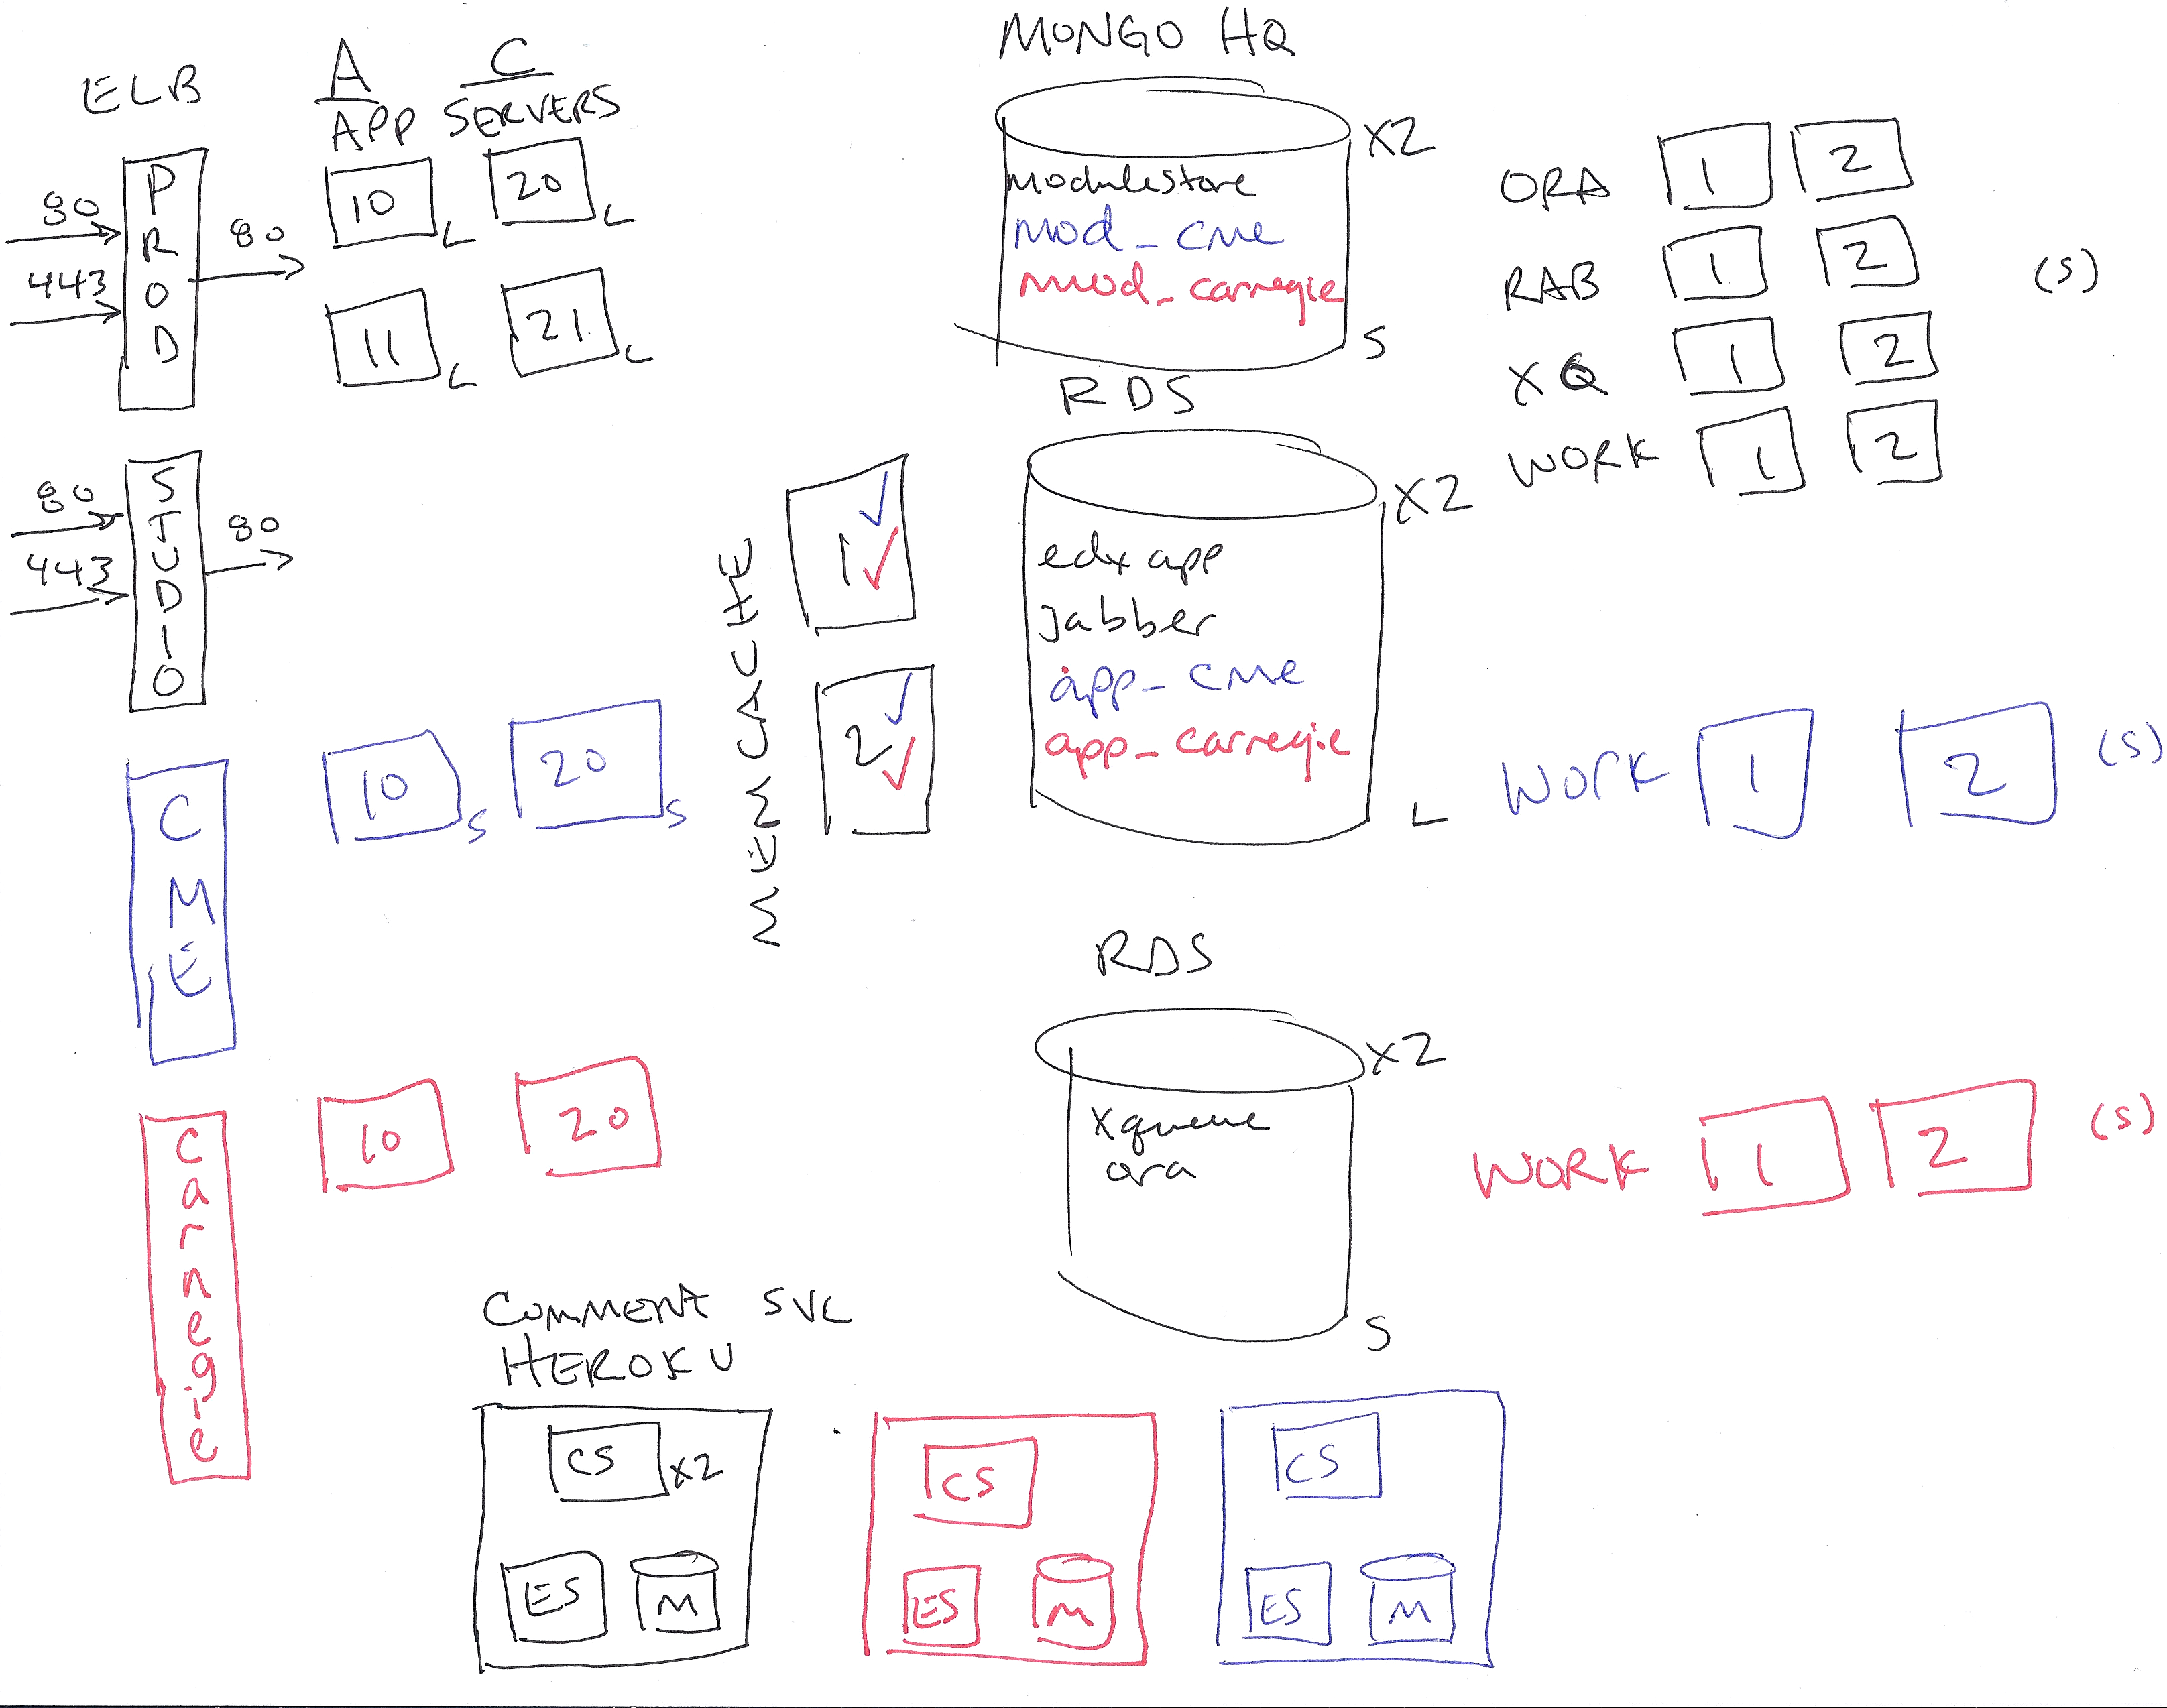 ELB
A C
APP SERVERS
PROD
80
443
80
10 L
20 L
11 L
21 L
STUDIO
80
443
80
CME
10 S
20 S
Carnegie
10
20
MEMCACHE
1
2
MONGO HQ
X2
modulestore
mod_cme
mod_carnegie
S
RDS
X2
edxapp
jabber
app_cme
app_carnegie
L
RDS
X2
xqueue
ora
S
ORA 1 2
RAB 1 2 (S)
XQ 1 2
WORK 1 2
WORK 1 2 (S)
WORK 1 2 (S)
COMMENT SVC
HEROKU
CS X2
ES M
CS
ES M
CS
ES M